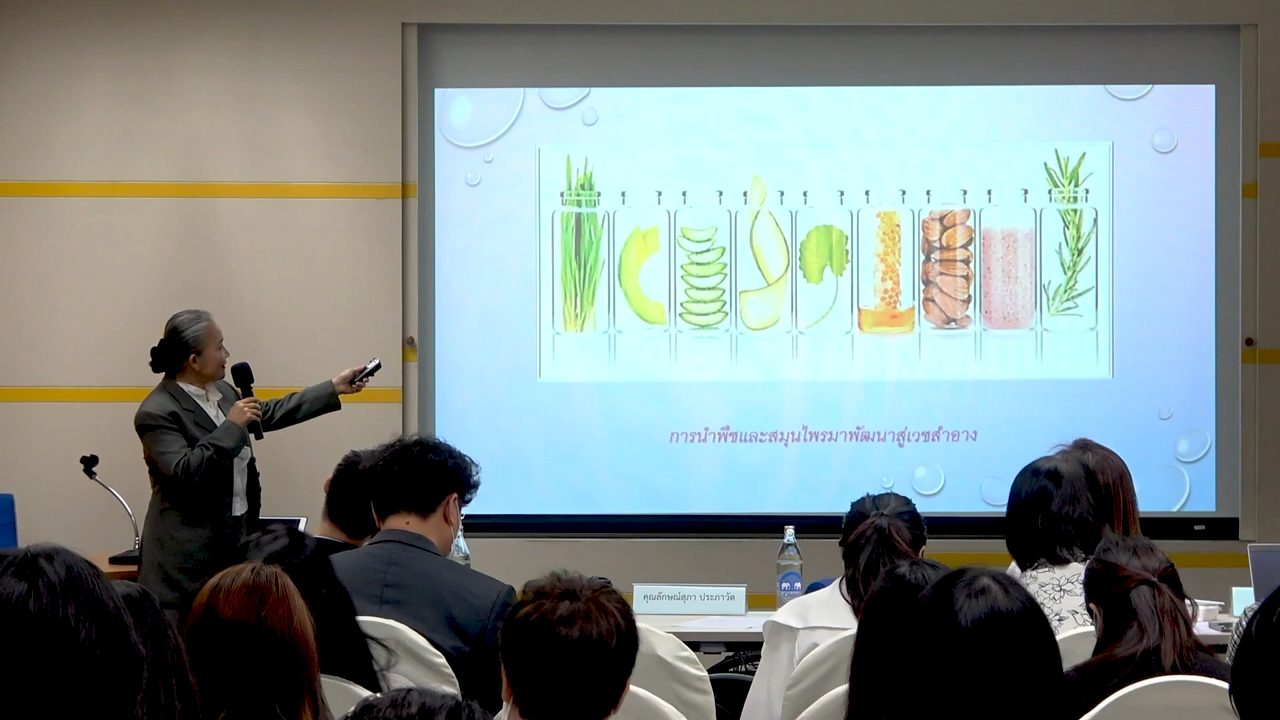 การนำพืชและสมุนไพรมาพัฒนาสู่เวชสำอาง
คุณลักษณ์สุภา ประภาวัต